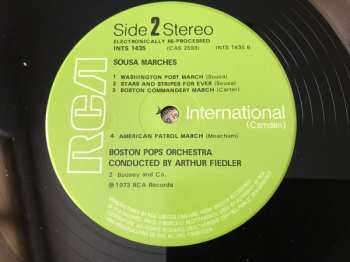 Side 2 Stereo
ELECTRONICALLY RE-PROCESSED
INTS 1435 (CAS 2593) INTS 1435 B
SOUSA MARCHES
1 WASHINGTON POST MARCH (Sousa)
2 STARS AND STRIPES FOR EVER (Sousa)
3 BOSTON COMMANDERY MARCH (Carter)
RCA
International
(Camden)
4 AMERICAN PATROL MARCH (Meacham)
BOSTON POPS ORCHESTRA
CONDUCTED BY ARTHUR FIEDLER
2 Boosey and Co.
℗ 1973 RCA Records